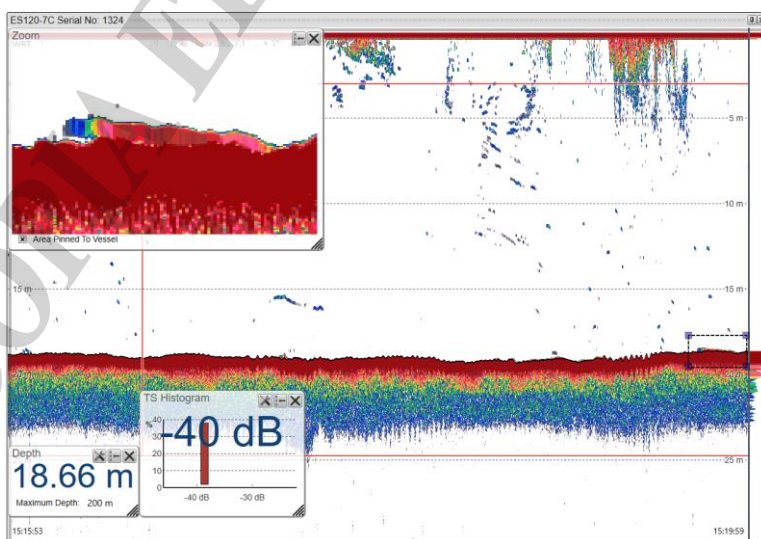 ES120-7C Serial No: 1324
Zoom
5 m
10 m
Area Pinned To Vessel
15 m
15 m
TS Histogram
-40 dB
%
40
30
20
10
0
-40 dB
-30 dB
Depth
18.66 m
Maximum Depth: 200 m
25 m
15:15:53
15:19:59